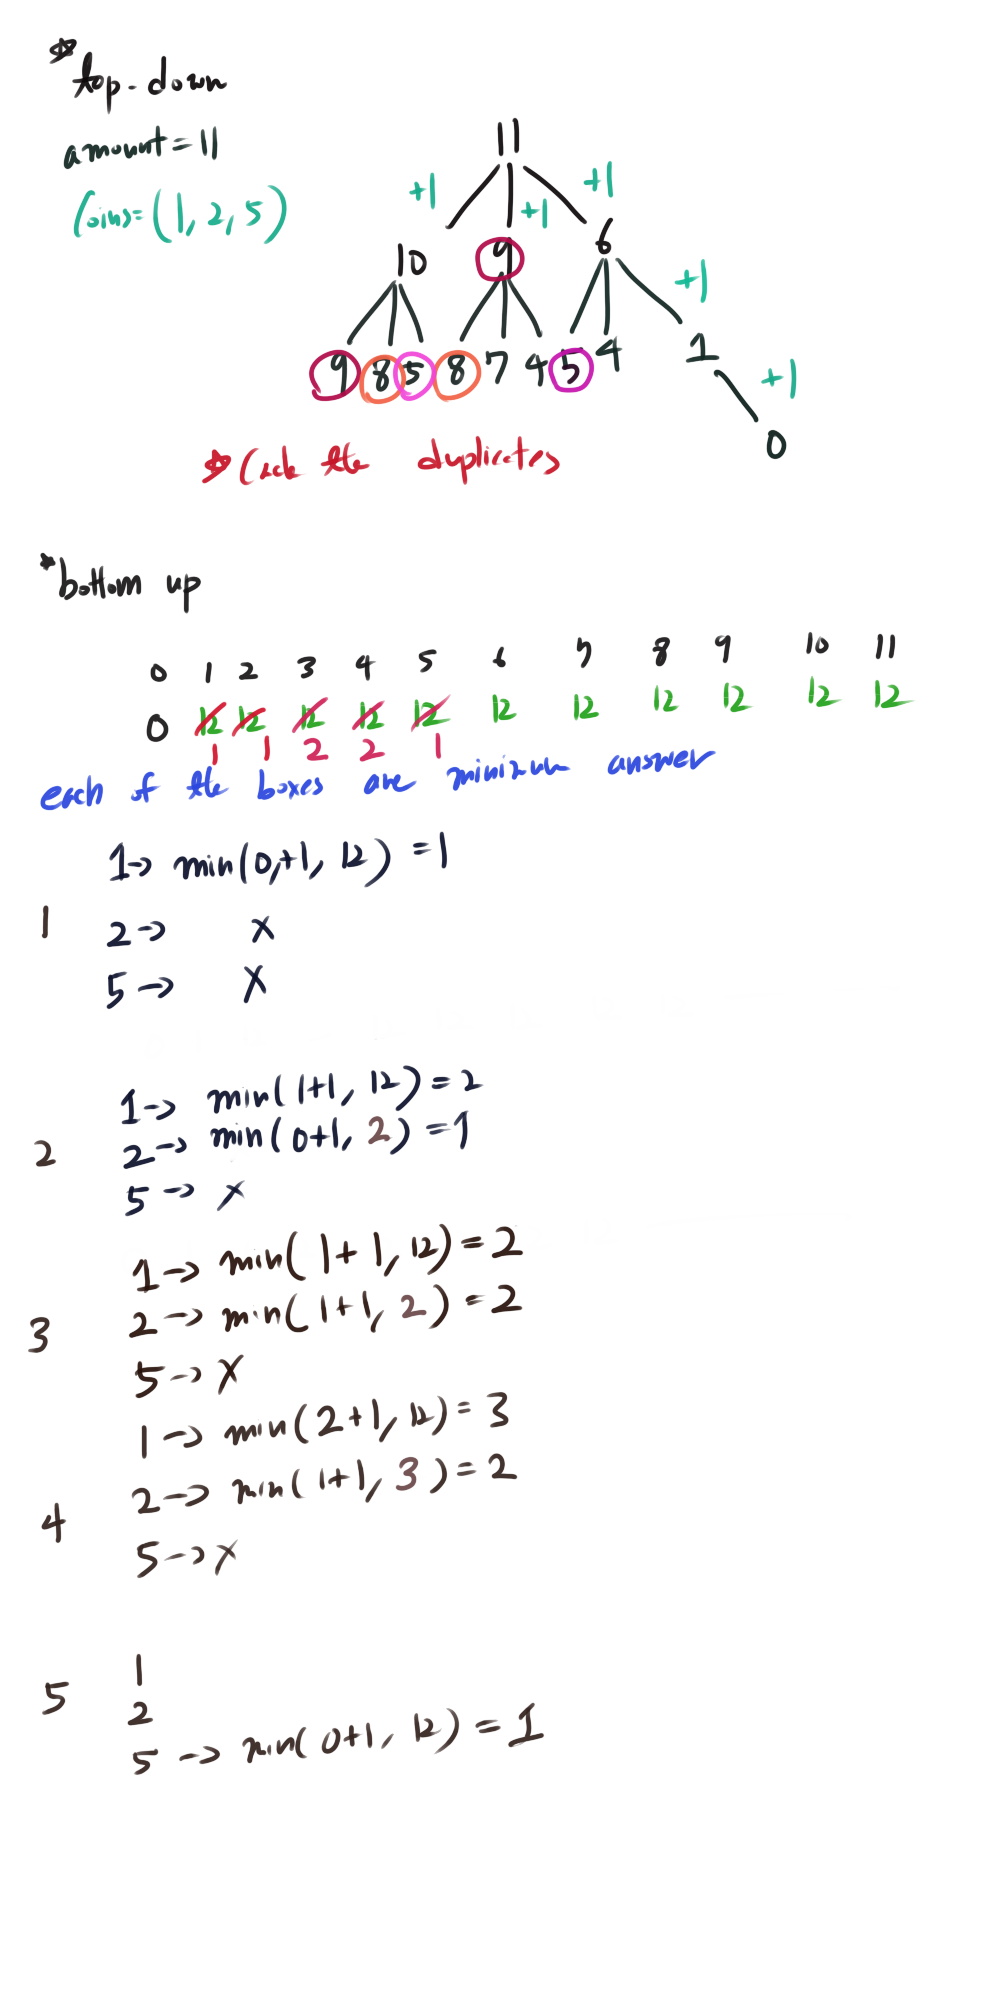 *top-down
amount = 11
Coins = (1, 2, 5)
11
+1 +1 +1
10 9 6
+1
9 8 5 8 7 4 5 4 1
+1
0
the duplicates
*bottom up
0 1 2 3 4 5 6 7 8 9 10 11
0 12 12 12 12 12 12 12 12 12 12 12
1 1 2 2 1
each of the boxes are minimum answer
1
1-> min(0+1, 12) = 1
2-> x
5-> x
2
1-> min(1+1, 12) = 2
2-> min(0+1, 2) = 1
5-> x
3
1-> min(1+1, 12) = 2
2-> min(1+1, 2) = 2
5-> x
4
1-> min(2+1, 12) = 3
2-> min(1+1, 3) = 2
5-> x
5
1
2
5-> min(0+1, 12) = 1